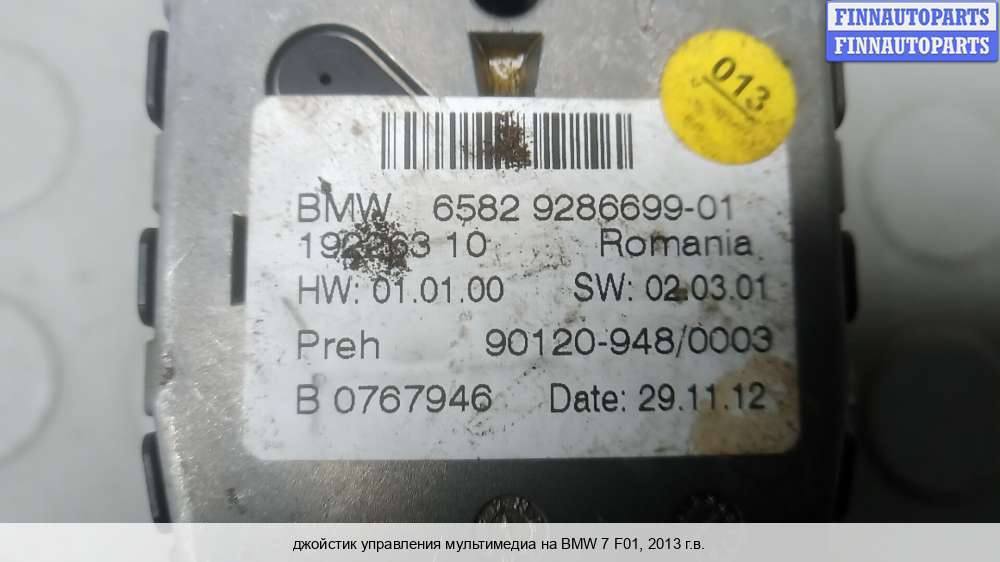 FINNAUTOPARTS
FINNAUTOPARTS
013
BMW 6582 9286699-01
10 Romania
HW: 01.01.00 SW: 02.03.01
Preh 90120-948/0003
B 0767946 Date: 29.11.12
джойстик управления мультимедиа на BMW 7 F01, 2013 г.в.